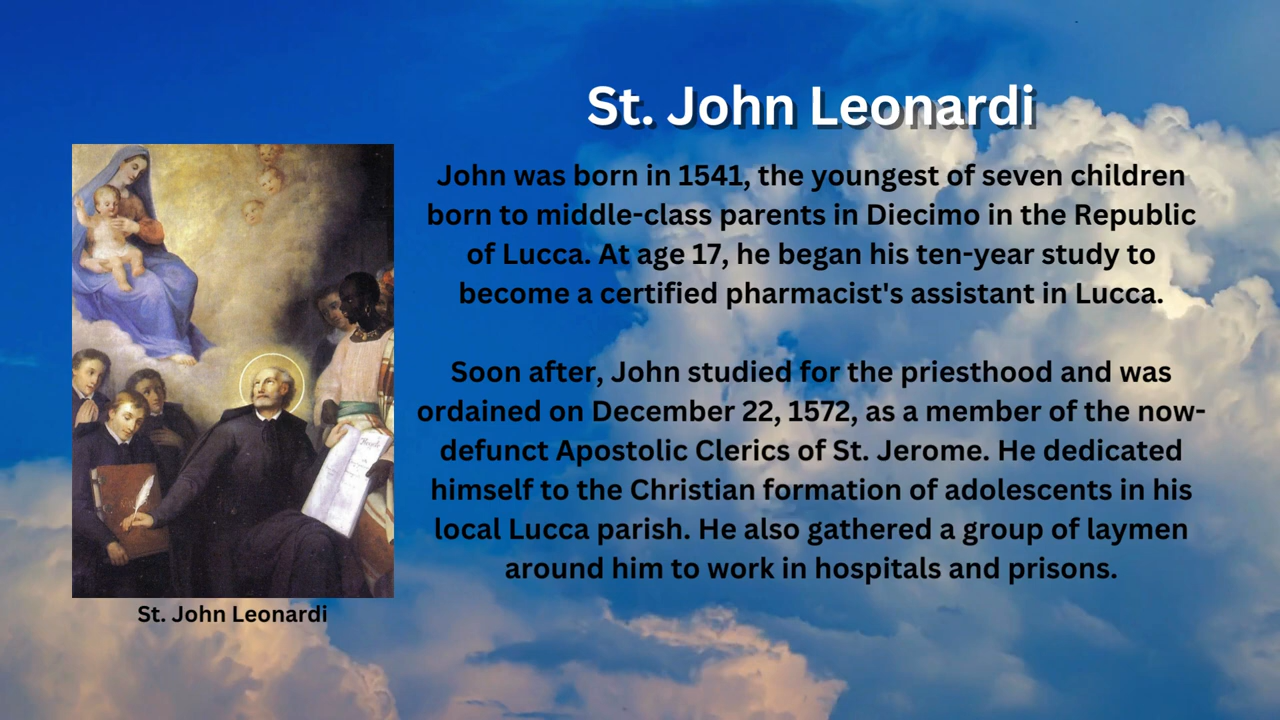 St. John Leonardi
John was born in 1541, the youngest of seven children
born to middle-class parents in Diecimo in the Republic
of Lucca. At age 17, he began his ten-year study to
become a certified pharmacist's assistant in Lucca.
Soon after, John studied for the priesthood and was
ordained on December 22, 1572, as a member of the now-
defunct Apostolic Clerics of St. Jerome. He dedicated
himself to the Christian formation of adolescents in his
local Lucca parish. He also gathered a group of laymen
around him to work in hospitals and prisons.
St. John Leonardi